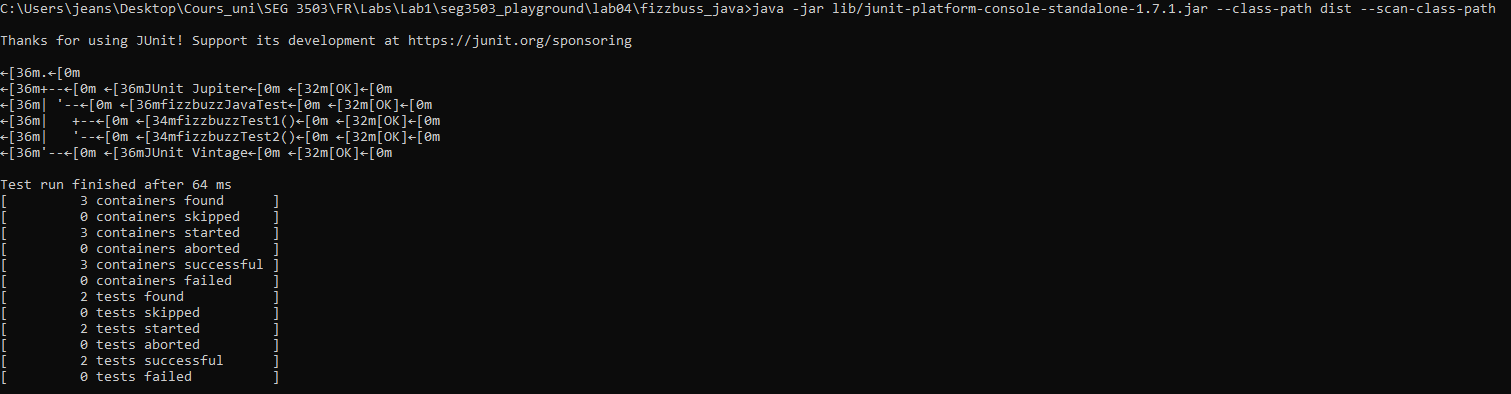 C:\Users\jeans\Desktop\Cours_uni\SEG 3503\FR\Labs\Lab1\seg3503_playground\lab04\fizzbuss_java>java -jar lib/junit-platform-console-standalone-1.7.1.jar --class-path dist --scan-class-path
Thanks for using JUnit! Support its development at https://junit.org/sponsoring
←[36m.←[0m
←[36m+--←[0m ←[36mJUnit Jupiter←[0m ←[32m[OK]←[0m
←[36m| '--←[0m ←[36mfizzbuzzJavaTest←[0m ←[32m[OK]←[0m
←[36m|   +--←[0m ←[34mfizzbuzzTest1()←[0m ←[32m[OK]←[0m
←[36m|   '--←[0m ←[34mfizzbuzzTest2()←[0m ←[32m[OK]←[0m
←[36m'--←[0m ←[36mJUnit Vintage←[0m ←[32m[OK]←[0m
Test run finished after 64 ms
[         3 containers found      ]
[         0 containers skipped    ]
[         3 containers started    ]
[         0 containers aborted    ]
[         3 containers successful ]
[         0 containers failed     ]
[         2 tests found           ]
[         0 tests skipped         ]
[         2 tests started         ]
[         0 tests aborted         ]
[         2 tests successful      ]
[         0 tests failed          ]